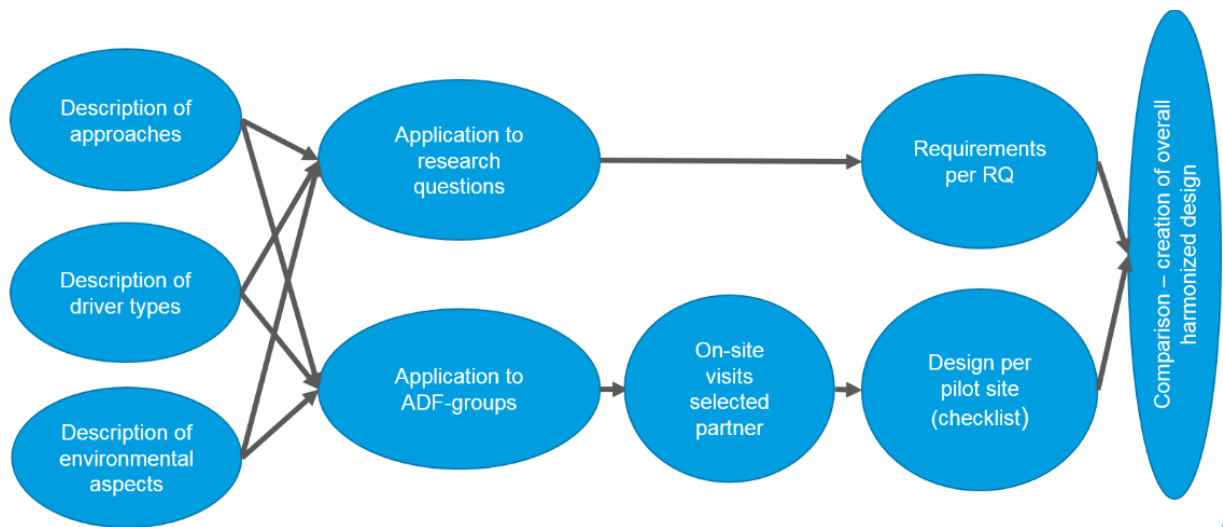 Description of
approaches
Description of
driver types
Description of
environmental
aspects
Application to
research
questions
Application to
ADF-groups
On-site
visits
selected
partner
Requirements
per RQ
Design per
pilot site
(checklist)
Comparison – creation of overall
harmonized design